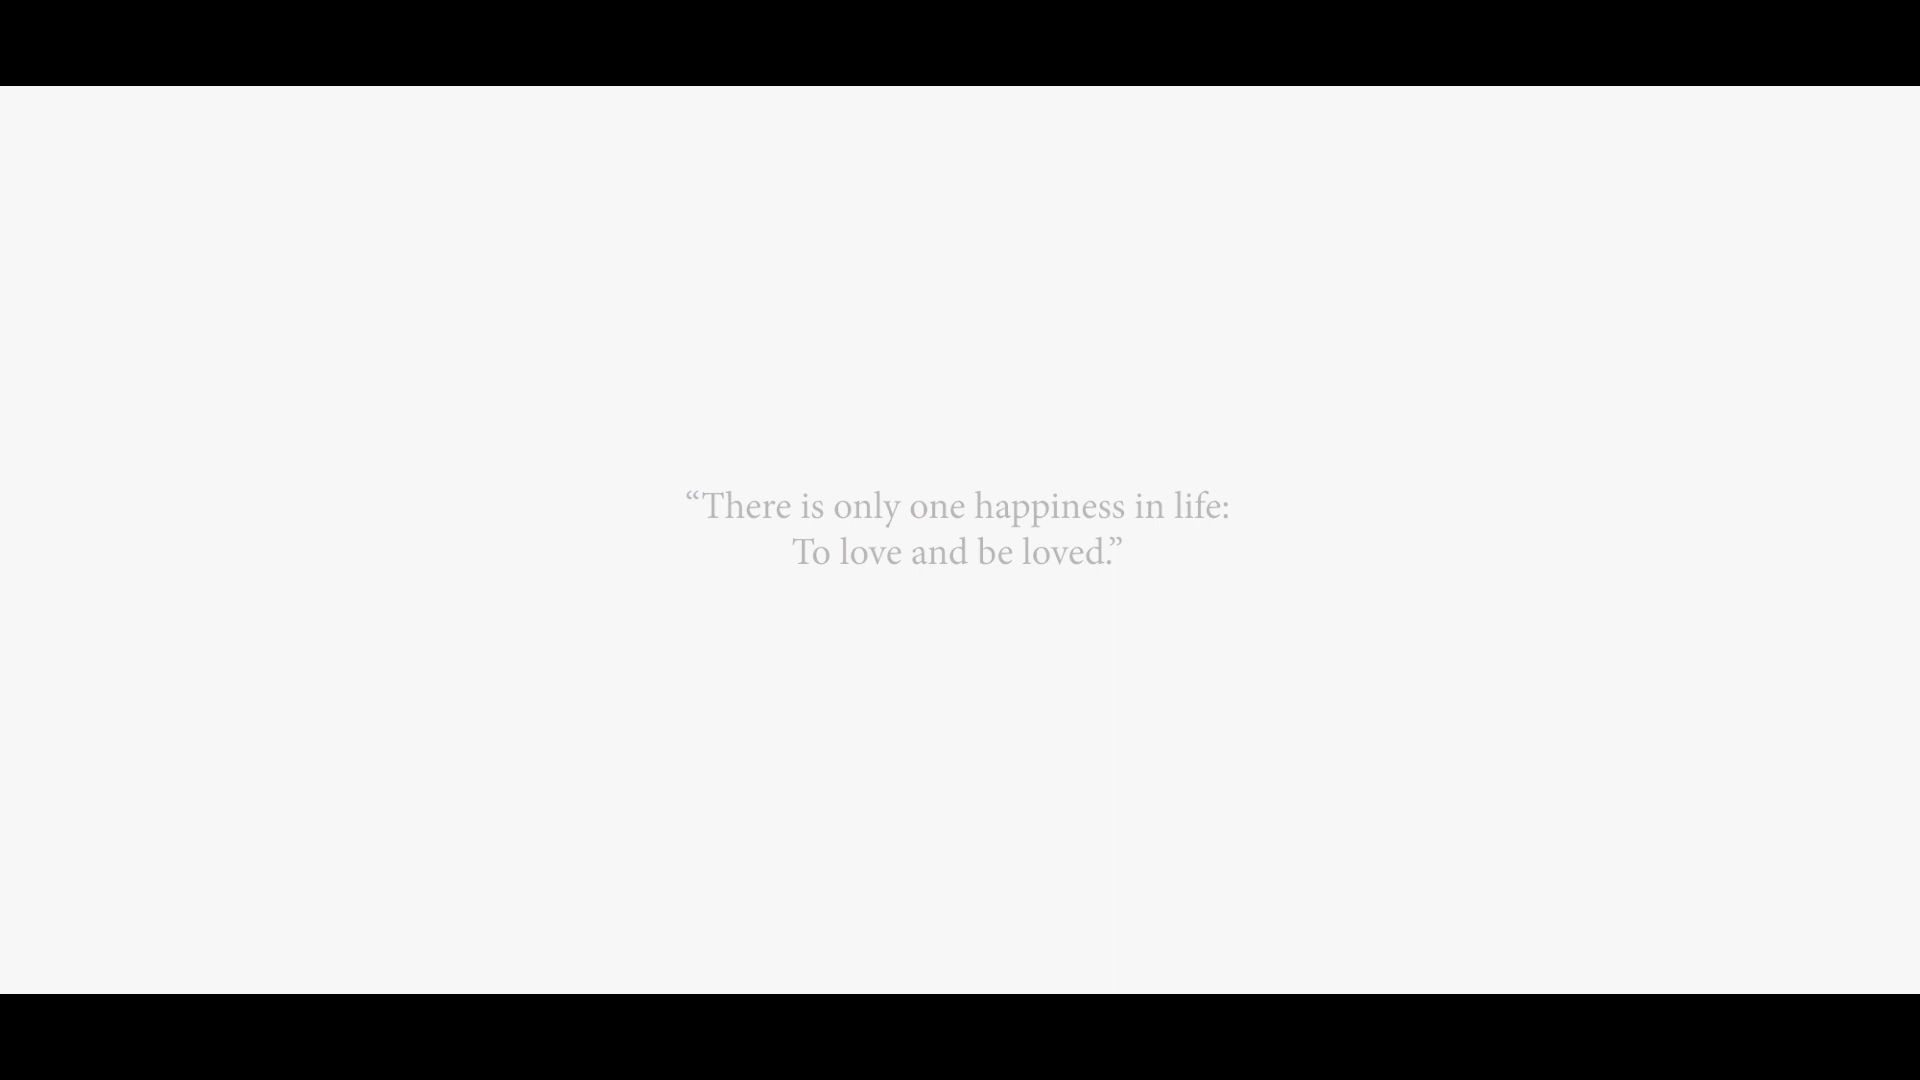 “There is only one happiness in life:
To love and be loved.”